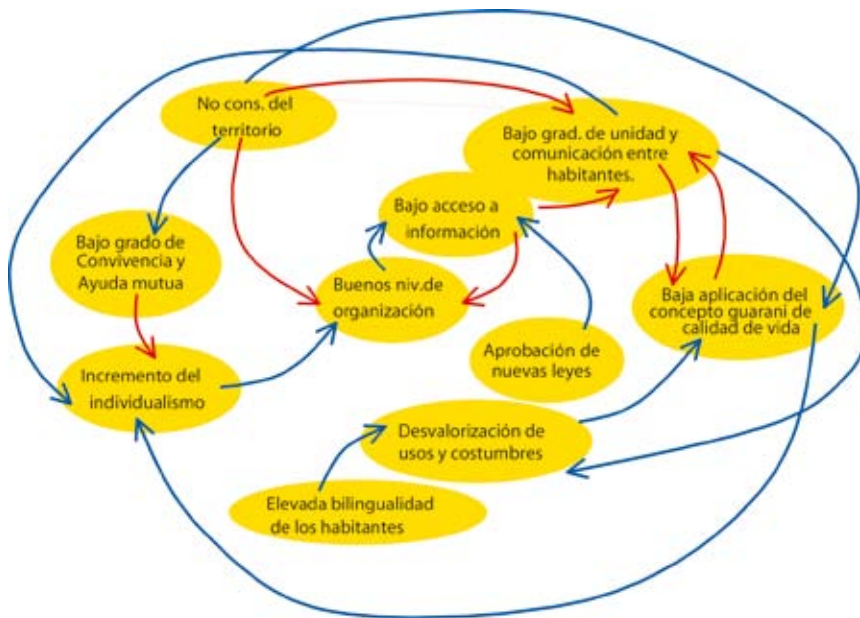 No cons. del
territorio
Bajo grad. de unidad y
comunicación entre
habitantes.
Bajo acceso a
información
Bajo grado de
Convivencia y
Ayuda mutua
Buenos niv.de
organización
Baja aplicación del
concepto guarani de
calidad de vida
Aprobación de
nuevas leyes
Incremento del
individualismo
Desvalorización de
usos y costumbres
Elevada bilingualidad
de los habitantes